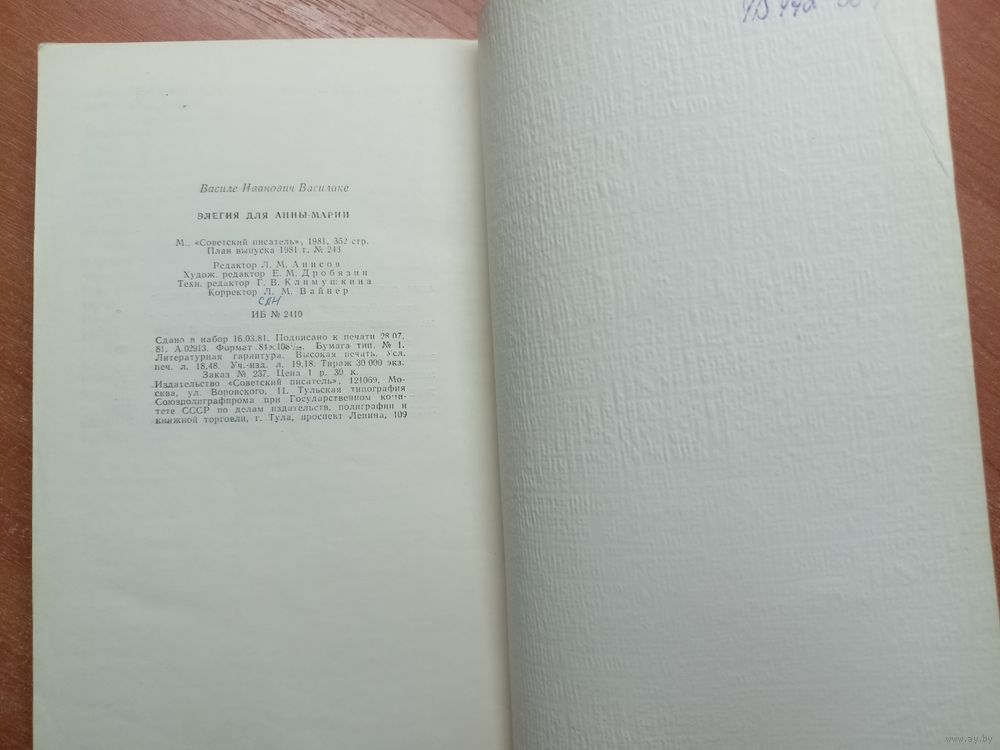 Василе Иванович Василаке
ЭЛЕГИЯ ДЛЯ АННЫ-МАРИИ
М., «Советский писатель», 1981, 352 стр.
План выпуска 1981 г. № 243
Редактор Л. М. Анисов
Худож. редактор Е. М. Дробязин
Техн. редактор Г. В. Климушкина
Корректор Л. М. Вайнер
ИБ № 2410
Сдано в набор 16.03.81. Подписано к печати 28.07.
81. А.02913. Формат 84×108¹/₃₂. Бумага тип. № 1.
Литературная гарнитура. Высокая печать. Усл.
печ. л. 18,48. Уч.-изд. л. 19,18. Тираж 30 000 экз.
Заказ № 237. Цена 1 р. 39 к.
Издательство «Советский писатель», 121069, Мо-
сква, ул. Воровского, 11. Тульская типография
Союзполиграфпрома при Государственном коми-
тете СССР по делам издательств, полиграфии и
книжной торговли, г. Тула, проспект Ленина, 109
www.ay.by